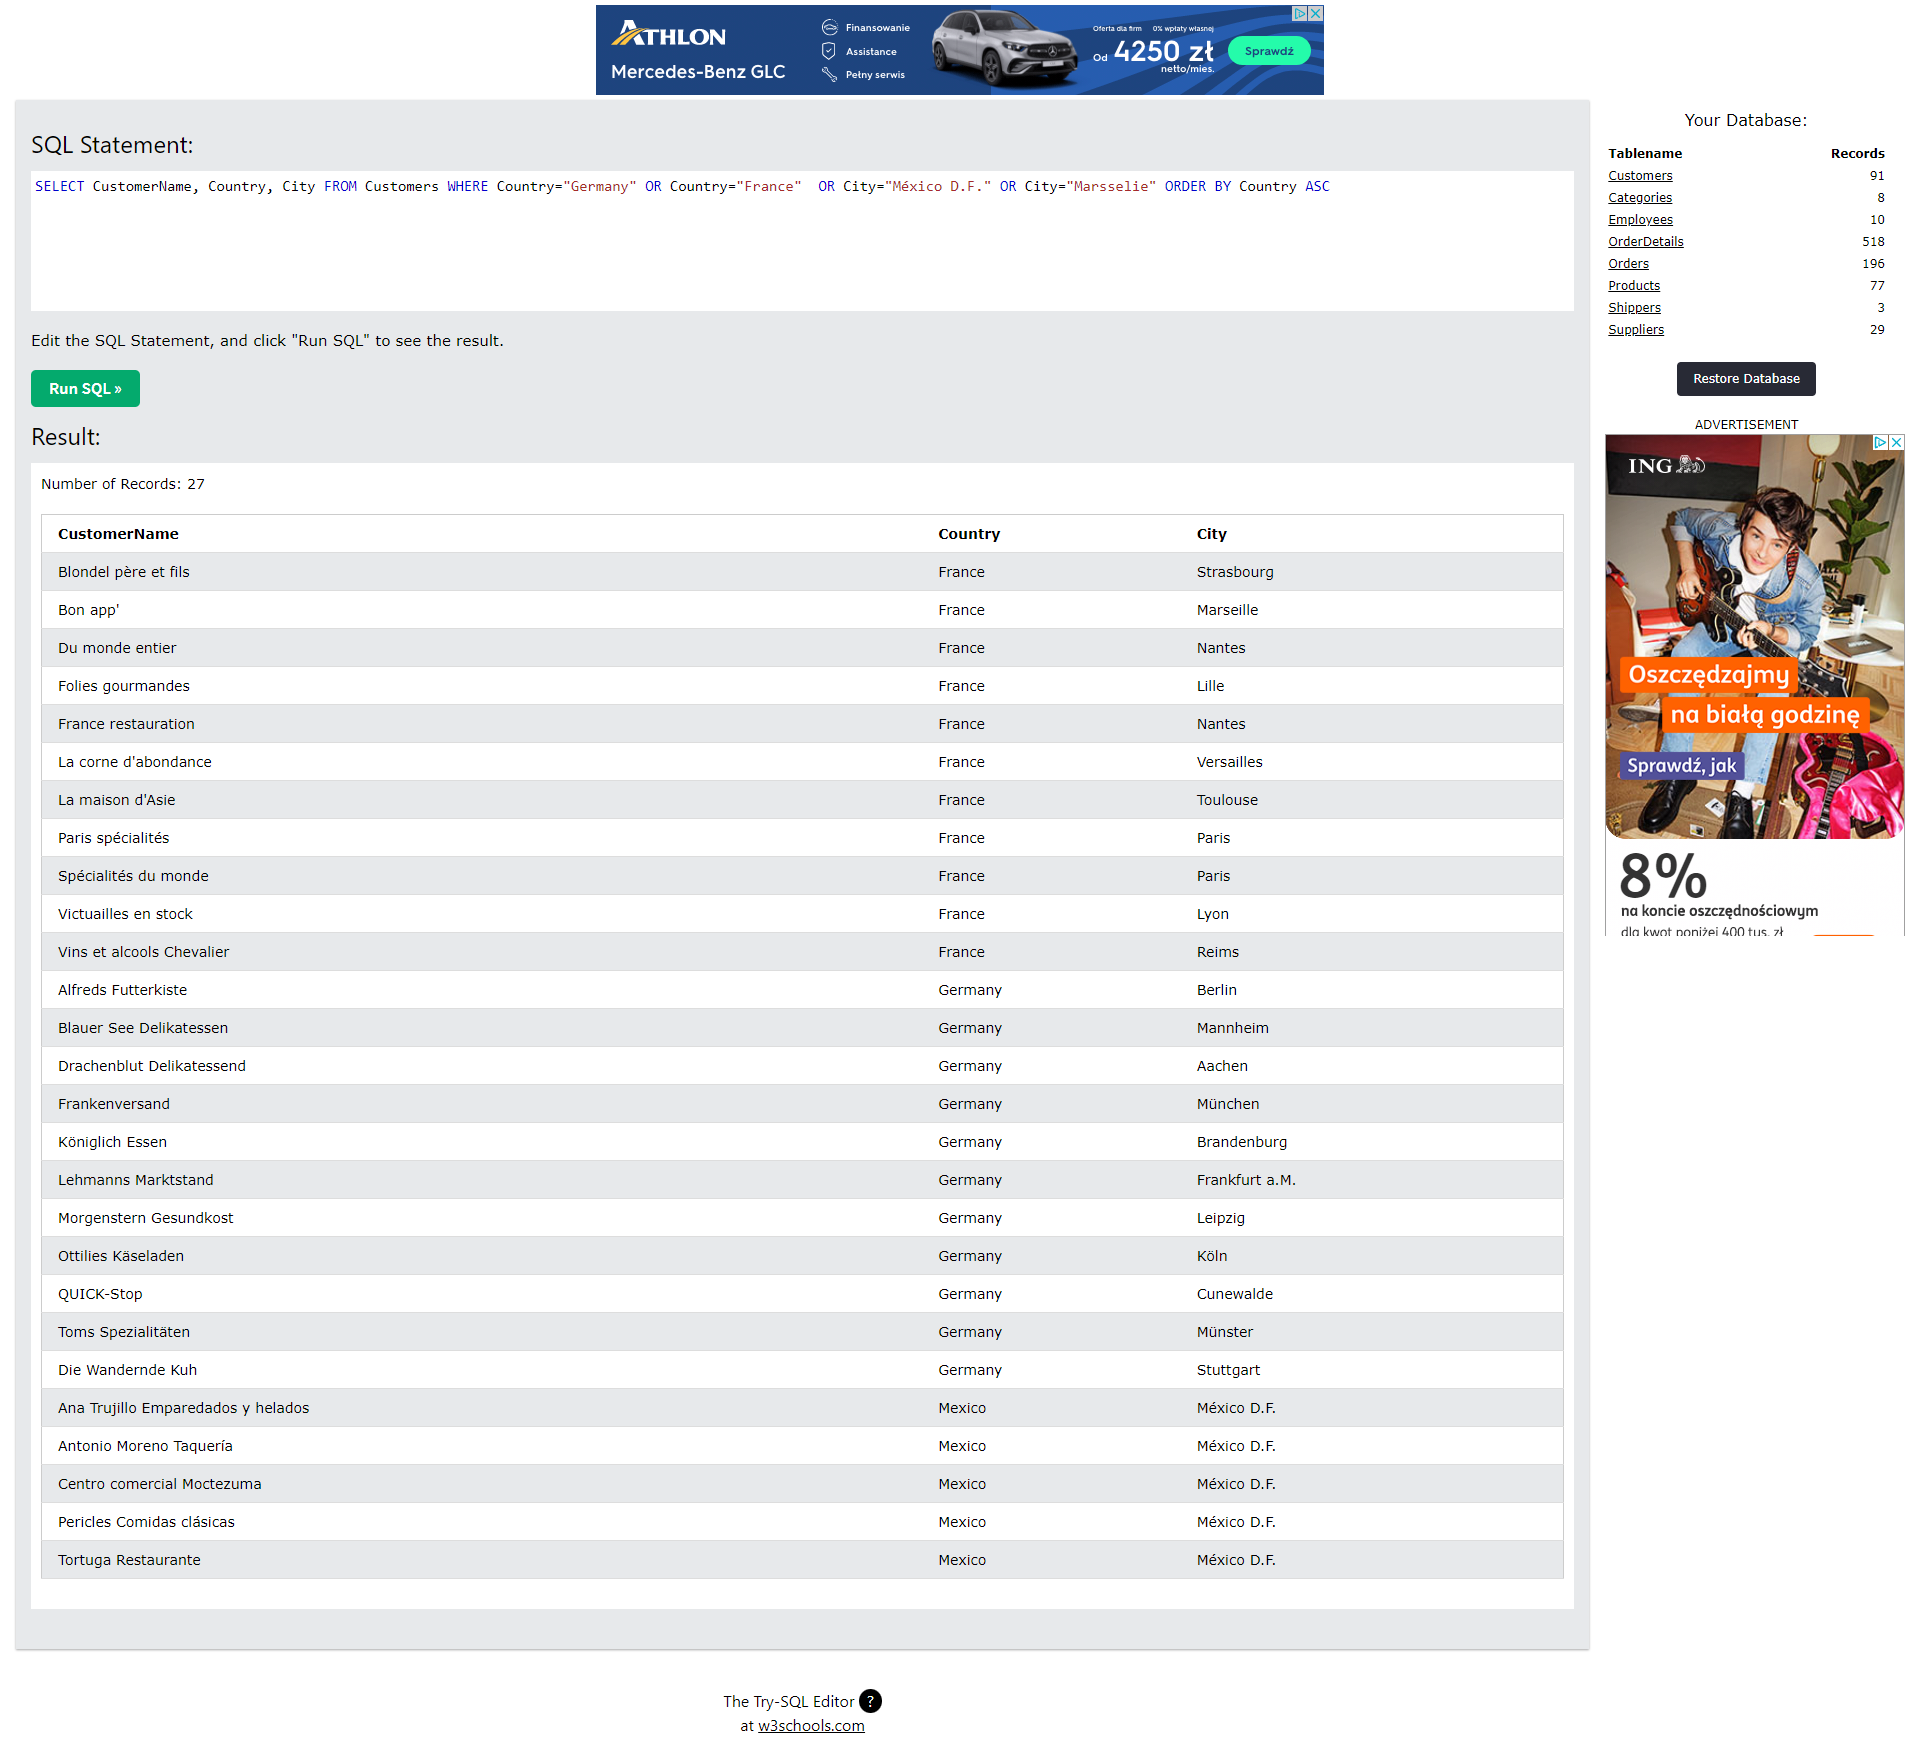 ATHLON
Mercedes-Benz GLC
Finansowanie
Assistance
Pełny serwis
Oferta dla firm 0% wpłaty własnej
Od 4250 zł
netto/mies.
Sprawdź
SQL Statement:
SELECT CustomerName, Country, City FROM Customers WHERE Country="Germany" OR Country="France"  OR City="México D.F." OR City="Marsselie" ORDER BY Country ASC
Edit the SQL Statement, and click "Run SQL" to see the result.
Run SQL »
Result:
Number of Records: 27
CustomerName Country City
Blondel père et fils France Strasbourg
Bon app' France Marseille
Du monde entier France Nantes
Folies gourmandes France Lille
France restauration France Nantes
La corne d'abondance France Versailles
La maison d'Asie France Toulouse
Paris spécialités France Paris
Spécialités du monde France Paris
Victuailles en stock France Lyon
Vins et alcools Chevalier France Reims
Alfreds Futterkiste Germany Berlin
Blauer See Delikatessen Germany Mannheim
Drachenblut Delikatessend Germany Aachen
Frankenversand Germany München
Königlich Essen Germany Brandenburg
Lehmanns Marktstand Germany Frankfurt a.M.
Morgenstern Gesundkost Germany Leipzig
Ottilies Käseladen Germany Köln
QUICK-Stop Germany Cunewalde
Toms Spezialitäten Germany Münster
Die Wandernde Kuh Germany Stuttgart
Ana Trujillo Emparedados y helados Mexico México D.F.
Antonio Moreno Taquería Mexico México D.F.
Centro comercial Moctezuma Mexico México D.F.
Pericles Comidas clásicas Mexico México D.F.
Tortuga Restaurante Mexico México D.F.
The Try-SQL Editor ?
at w3schools.com
Your Database:
Tablename Records
Customers 91
Categories 8
Employees 10
OrderDetails 518
Orders 196
Products 77
Shippers 3
Suppliers 29
Restore Database
ADVERTISEMENT
ING
Oszczędzajmy
na białą godzinę
Sprawdź, jak
8%
na koncie oszczędnościowym
dla kwot poniżej 400 tys. zł